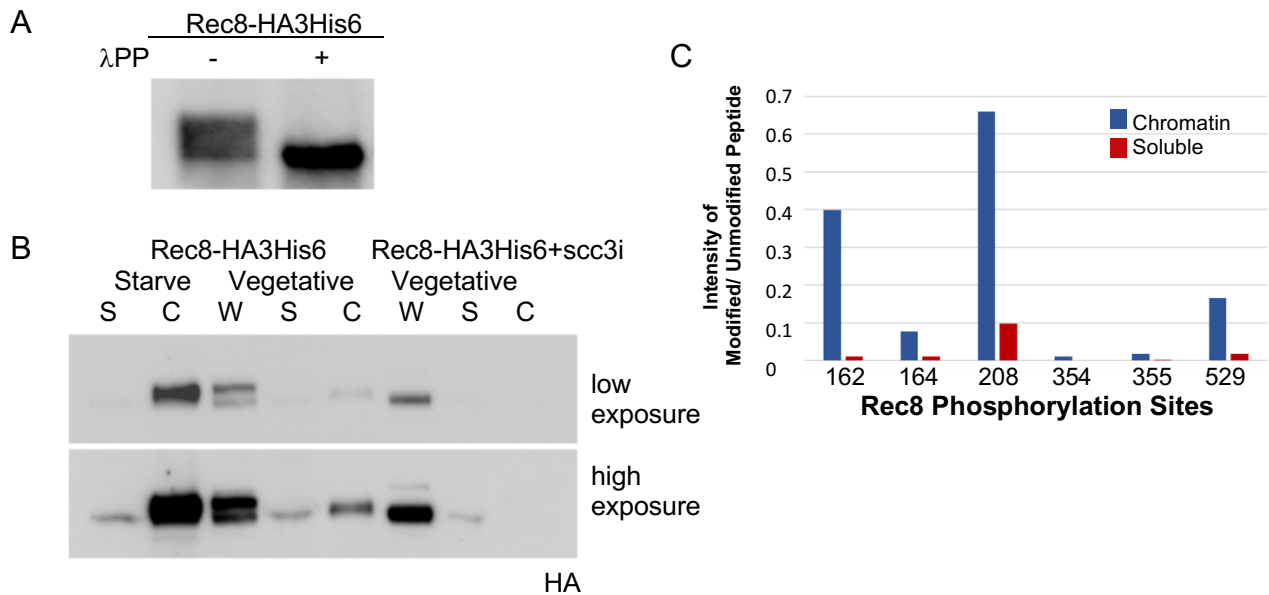 A
Rec8-HA3His6
λPP - +
B
Rec8-HA3His6 Rec8-HA3His6+scc3i
Starve Vegetative Vegetative
S C W S C W S C
low
exposure
high
exposure
HA
C
Intensity of
Modified/ Unmodified Peptide
0.7
0.6
0.5
0.4
0.3
0.2
0.1
0
Chromatin
Soluble
162 164 208 354 355 529
Rec8 Phosphorylation Sites